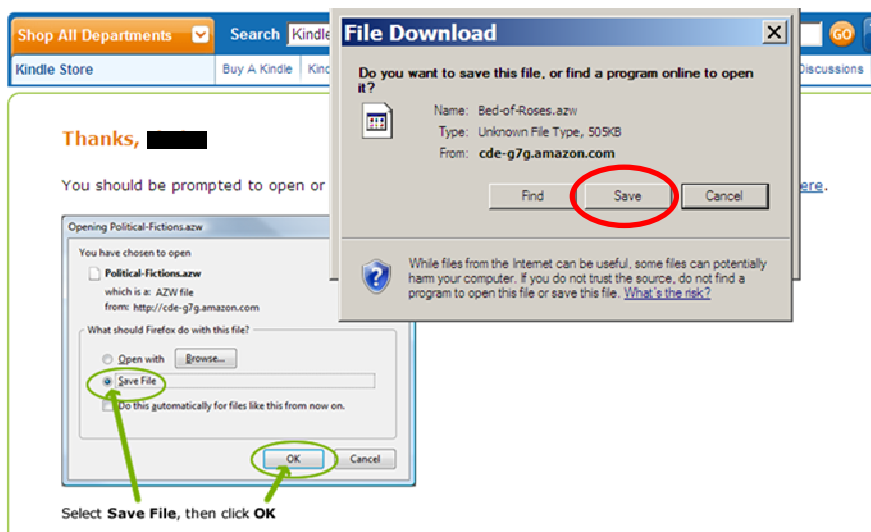 Shop All Departments
Search Kindle
GO
Kindle Store
Buy A Kindle
Discussions
File Download
Do you want to save this file, or find a program online to open
it?
Name: Bed-of-Roses.azw
Type: Unknown File Type, 505KB
From: cde-g7g.amazon.com
Find
Save
Cancel
While files from the Internet can be useful, some files can potentially
harm your computer. If you do not trust the source, do not find a
program to open this file or save this file. What's the risk?
Thanks,
You should be prompted to open or
Opening Political-Fictions.azw
You have chosen to open
Political-Fictions.azw
which is a: AZW file
from: http://cde-g7g.amazon.com
What should Firefox do with this file?
Open with
Browse...
Save File
Do this automatically for files like this from now on.
OK
Cancel
Select Save File, then click OK